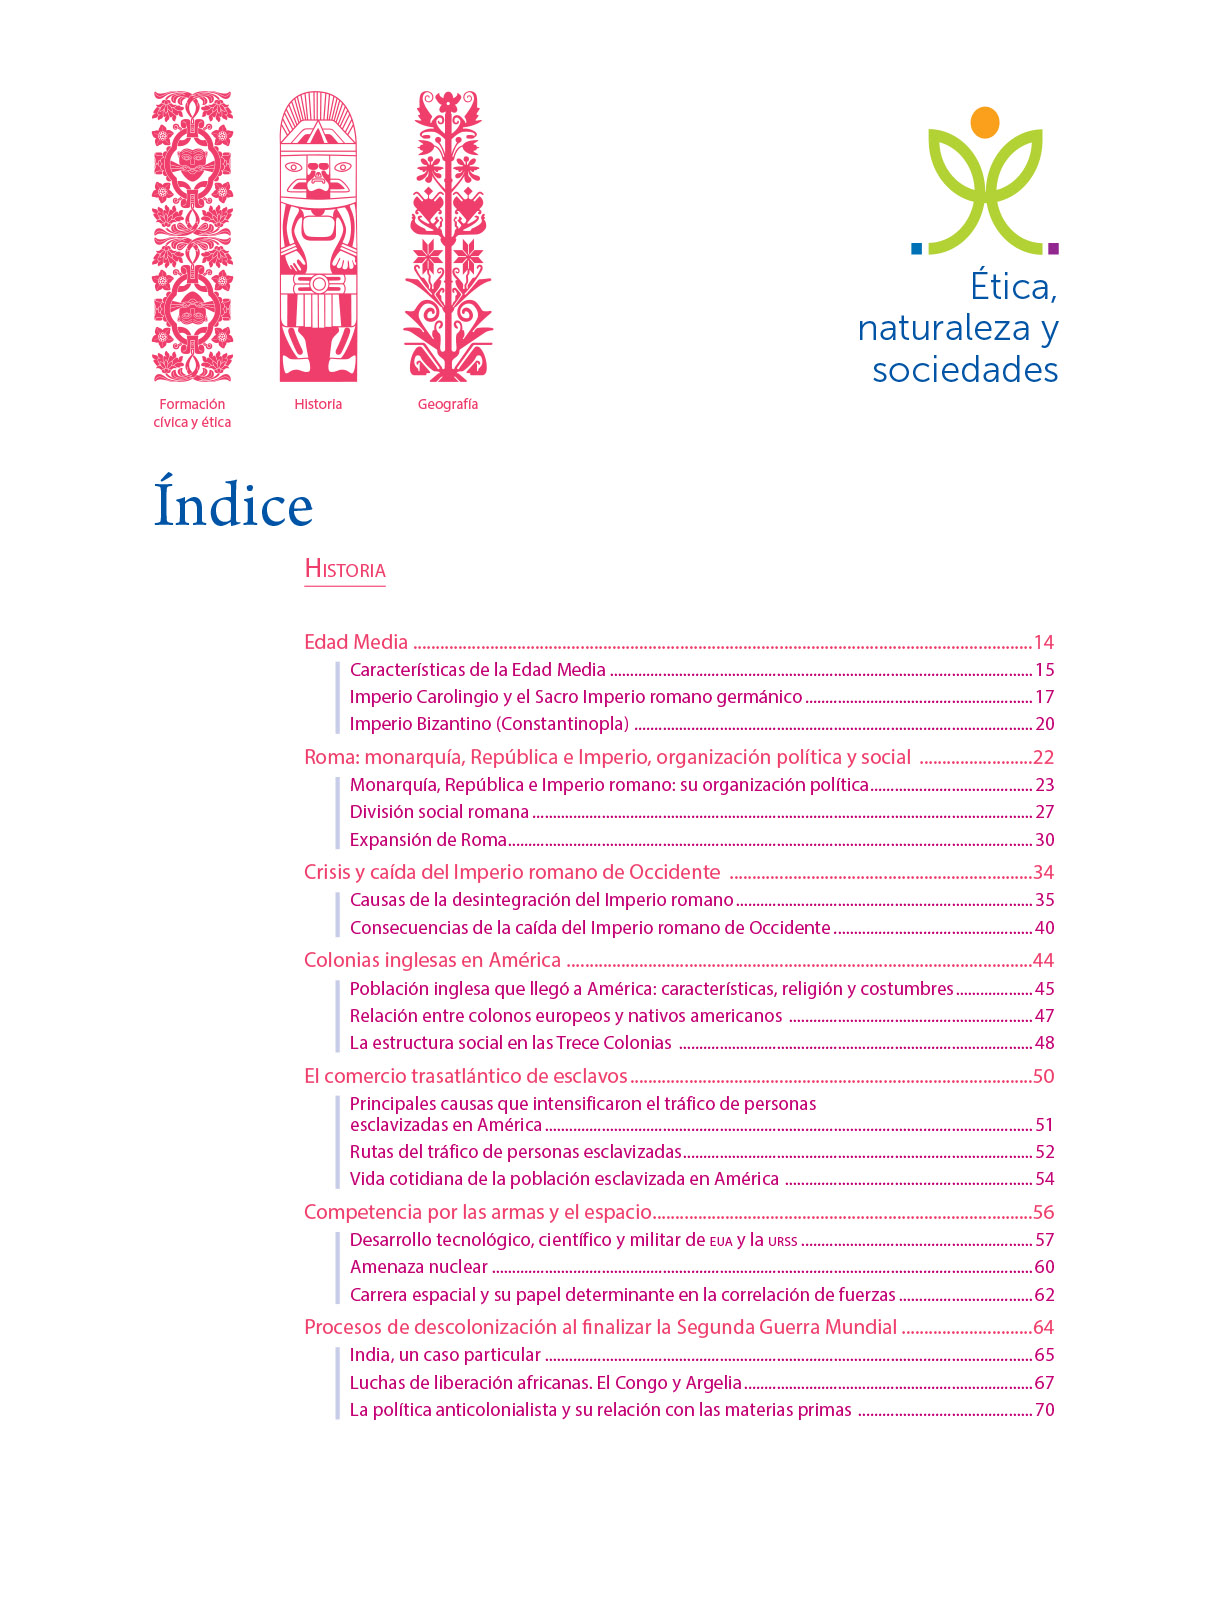 Formación
cívica y ética
Historia
Geografía
Ética,
naturaleza y
sociedades
Índice
Historia
Edad Media ........ 14
Características de la Edad Media ........ 15
Imperio Carolingio y el Sacro Imperio romano germánico ........ 17
Imperio Bizantino (Constantinopla) ........ 20
Roma: monarquía, República e Imperio, organización política y social ........ 22
Monarquía, República e Imperio romano: su organización política ........ 23
División social romana ........ 27
Expansión de Roma ........ 30
Crisis y caída del Imperio romano de Occidente ........ 34
Causas de la desintegración del Imperio romano ........ 35
Consecuencias de la caída del Imperio romano de Occidente ........ 40
Colonias inglesas en América ........ 44
Población inglesa que llegó a América: características, religión y costumbres ........ 45
Relación entre colonos europeos y nativos americanos ........ 47
La estructura social en las Trece Colonias ........ 48
El comercio trasatlántico de esclavos ........ 50
Principales causas que intensificaron el tráfico de personas
esclavizadas en América ........ 51
Rutas del tráfico de personas esclavizadas ........ 52
Vida cotidiana de la población esclavizada en América ........ 54
Competencia por las armas y el espacio ........ 56
Desarrollo tecnológico, científico y militar de EUA y la URSS ........ 57
Amenaza nuclear ........ 60
Carrera espacial y su papel determinante en la correlación de fuerzas ........ 62
Procesos de descolonización al finalizar la Segunda Guerra Mundial ........ 64
India, un caso particular ........ 65
Luchas de liberación africanas. El Congo y Argelia ........ 67
La política anticolonialista y su relación con las materias primas ........ 70